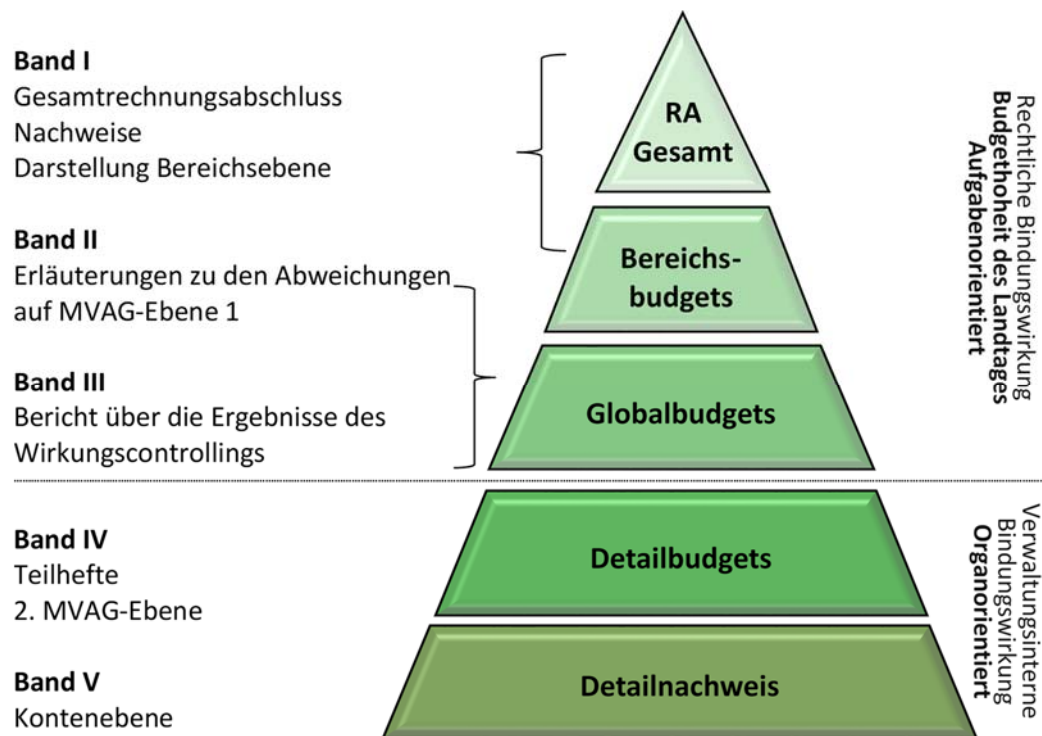 Band I
Gesamtrechnungsabschluss
Nachweise
Darstellung Bereichsebene
Band II
Erläuterungen zu den Abweichungen
auf MVAG-Ebene 1
Band III
Bericht über die Ergebnisse des
Wirkungscontrollings
Band IV
Teilhefte
2. MVAG-Ebene
Band V
Kontenebene
RA
Gesamt
Bereichs-
budgets
Globalbudgets
Detailbudgets
Detailnachweis
Rechtliche Bindungswirkung
Budgethoheit des Landtages
Aufgabenorientiert
Verwaltungsinterne
Bindungswirkung
Organorientiert